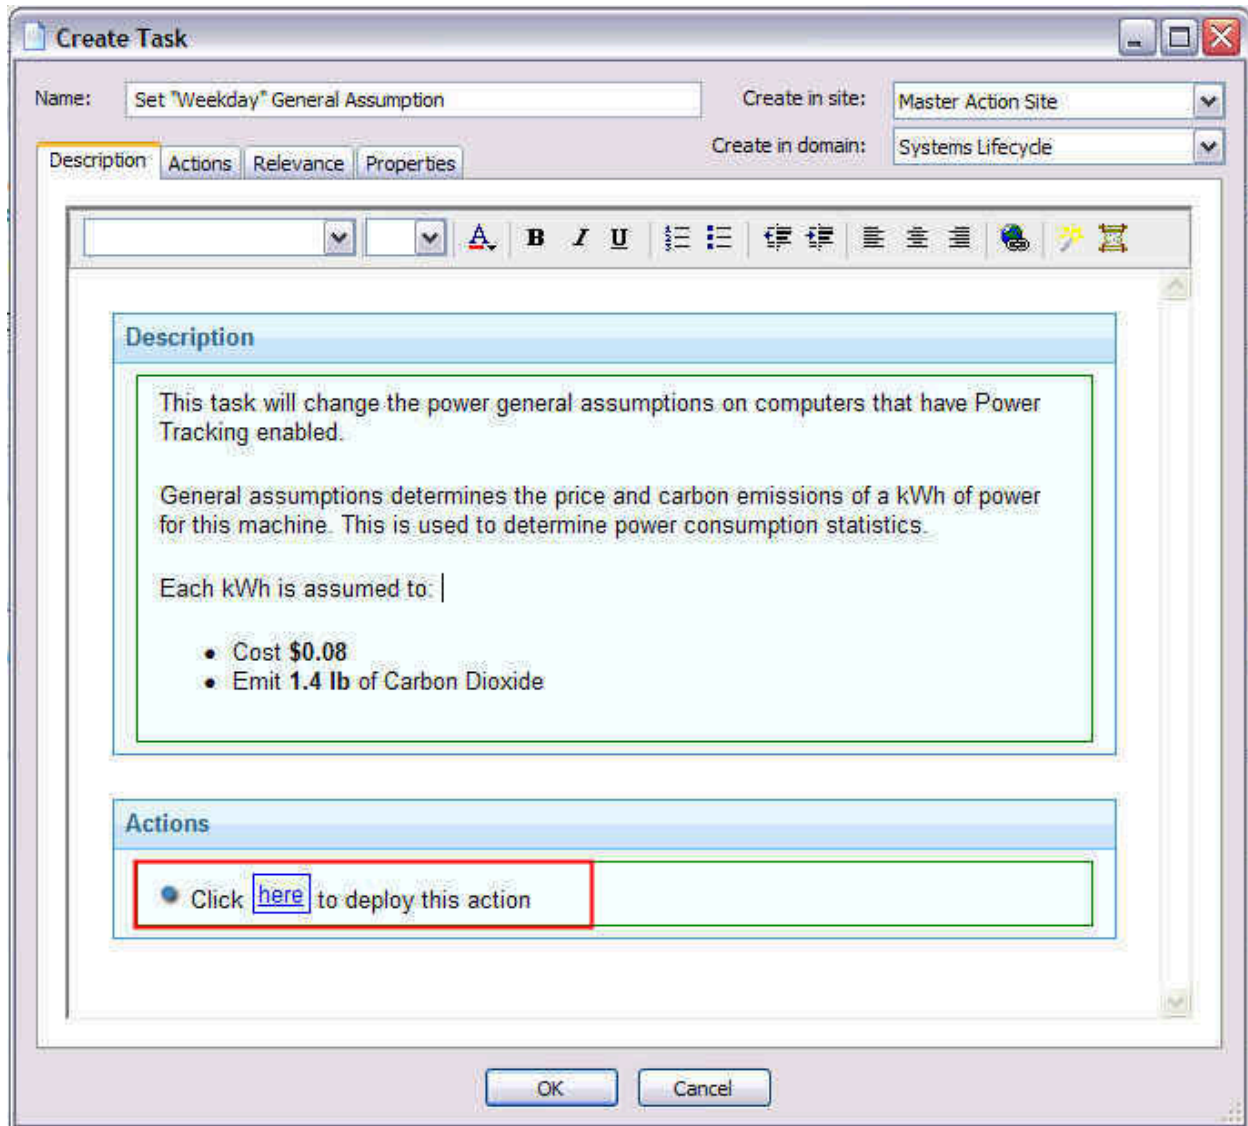 Create Task
Name: Set "Weekday" General Assumption Create in site: Master Action Site
Create in domain: Systems Lifecycle
Description Actions Relevance Properties
A B I U
Description
This task will change the power general assumptions on computers that have Power
Tracking enabled.
General assumptions determines the price and carbon emissions of a kWh of power
for this machine. This is used to determine power consumption statistics.
Each kWh is assumed to:
• Cost $0.08
• Emit 1.4 lb of Carbon Dioxide
Actions
Click here to deploy this action
OK Cancel